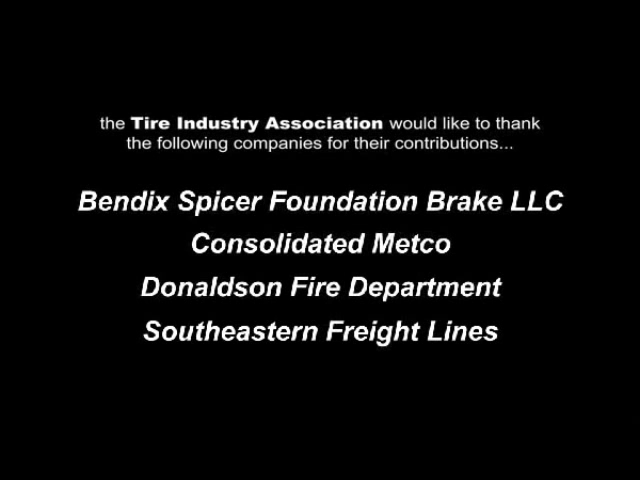 the Tire Industry Association would like to thank
the following companies for their contributions...
Bendix Spicer Foundation Brake LLC
Consolidated Metco
Donaldson Fire Department
Southeastern Freight Lines